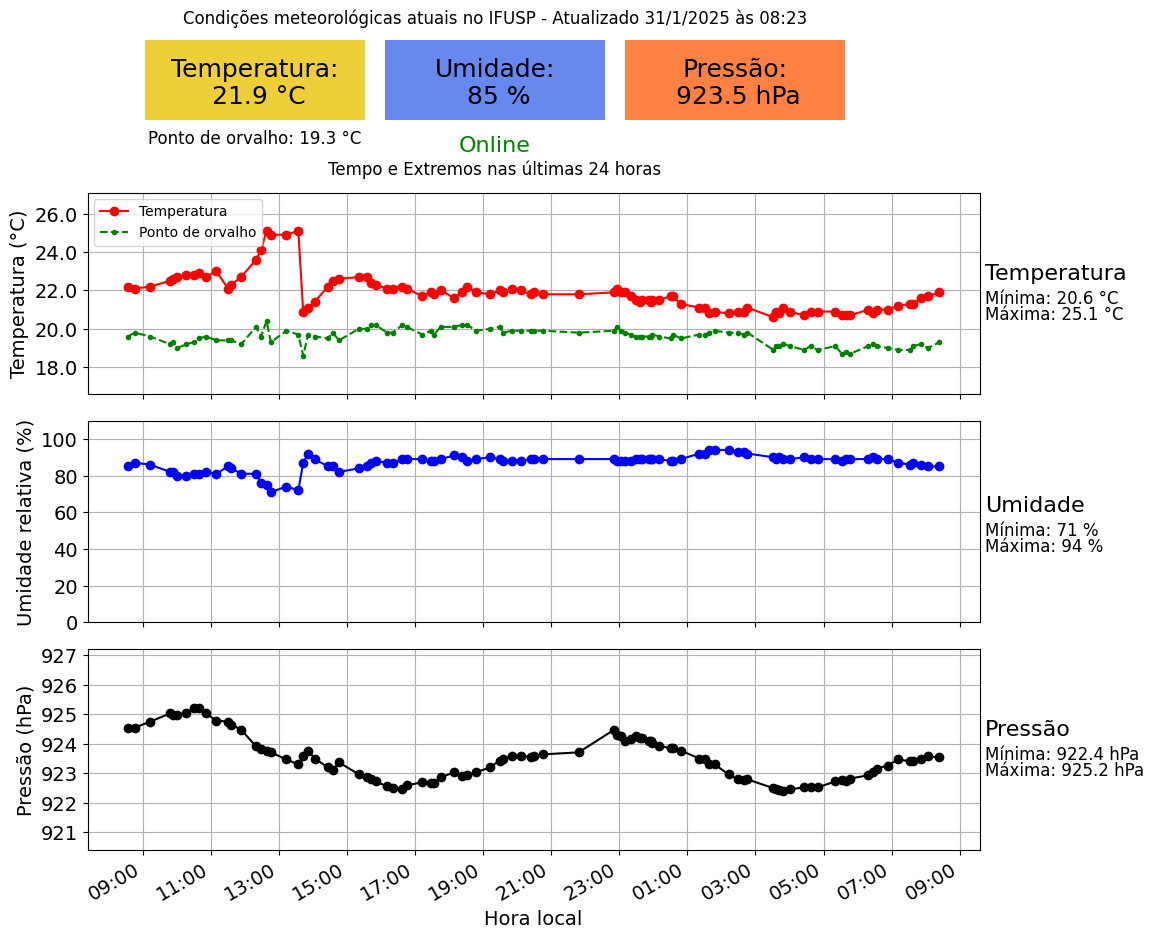 Condições meteorológicas atuais no IFUSP - Atualizado 31/1/2025 às 08:23
Temperatura:
21.9 °C
Umidade:
85 %
Pressão:
923.5 hPa
Ponto de orvalho: 19.3 °C
Online
Tempo e Extremos nas últimas 24 horas
Temperatura (°C)
26.0
24.0
22.0
20.0
18.0
Temperatura
Ponto de orvalho
Temperatura
Mínima: 20.6 °C
Máxima: 25.1 °C
Umidade relativa (%)
100
80
60
40
20
0
Umidade
Mínima: 71 %
Máxima: 94 %
Pressão (hPa)
927
926
925
924
923
922
921
Pressão
Mínima: 922.4 hPa
Máxima: 925.2 hPa
09:00 11:00 13:00 15:00 17:00 19:00 21:00 23:00 01:00 03:00 05:00 07:00 09:00
Hora local